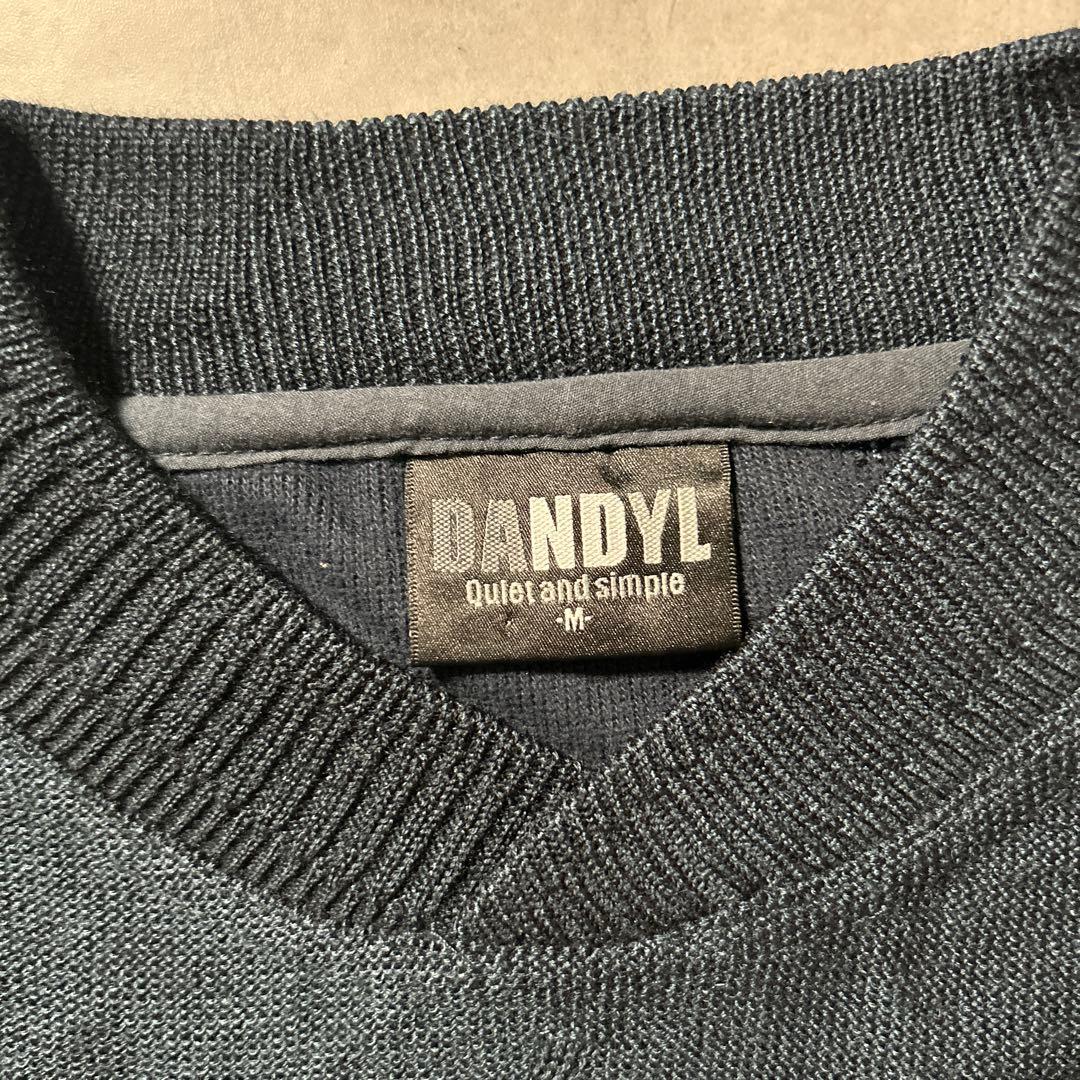 DANDYL
Quiet and simple
-M-